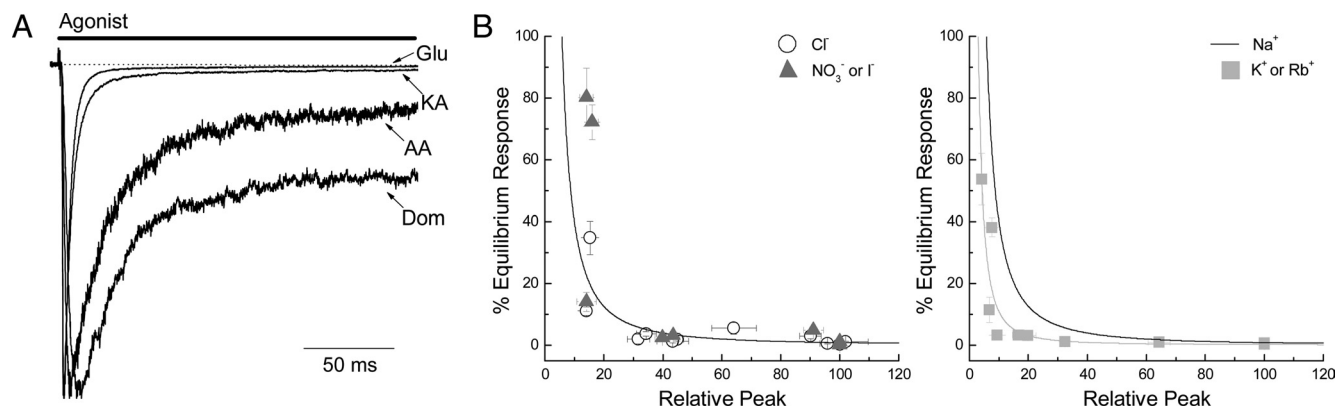 A
Agonist
Glu
KA
AA
Dom
50 ms
B
% Equilibrium Response
100
80
60
40
20
0
0 20 40 60 80 100 120
Relative Peak
Cl⁻
NO₃⁻ or I⁻
% Equilibrium Response
100
80
60
40
20
0
0 20 40 60 80 100 120
Relative Peak
Na⁺
K⁺ or Rb⁺